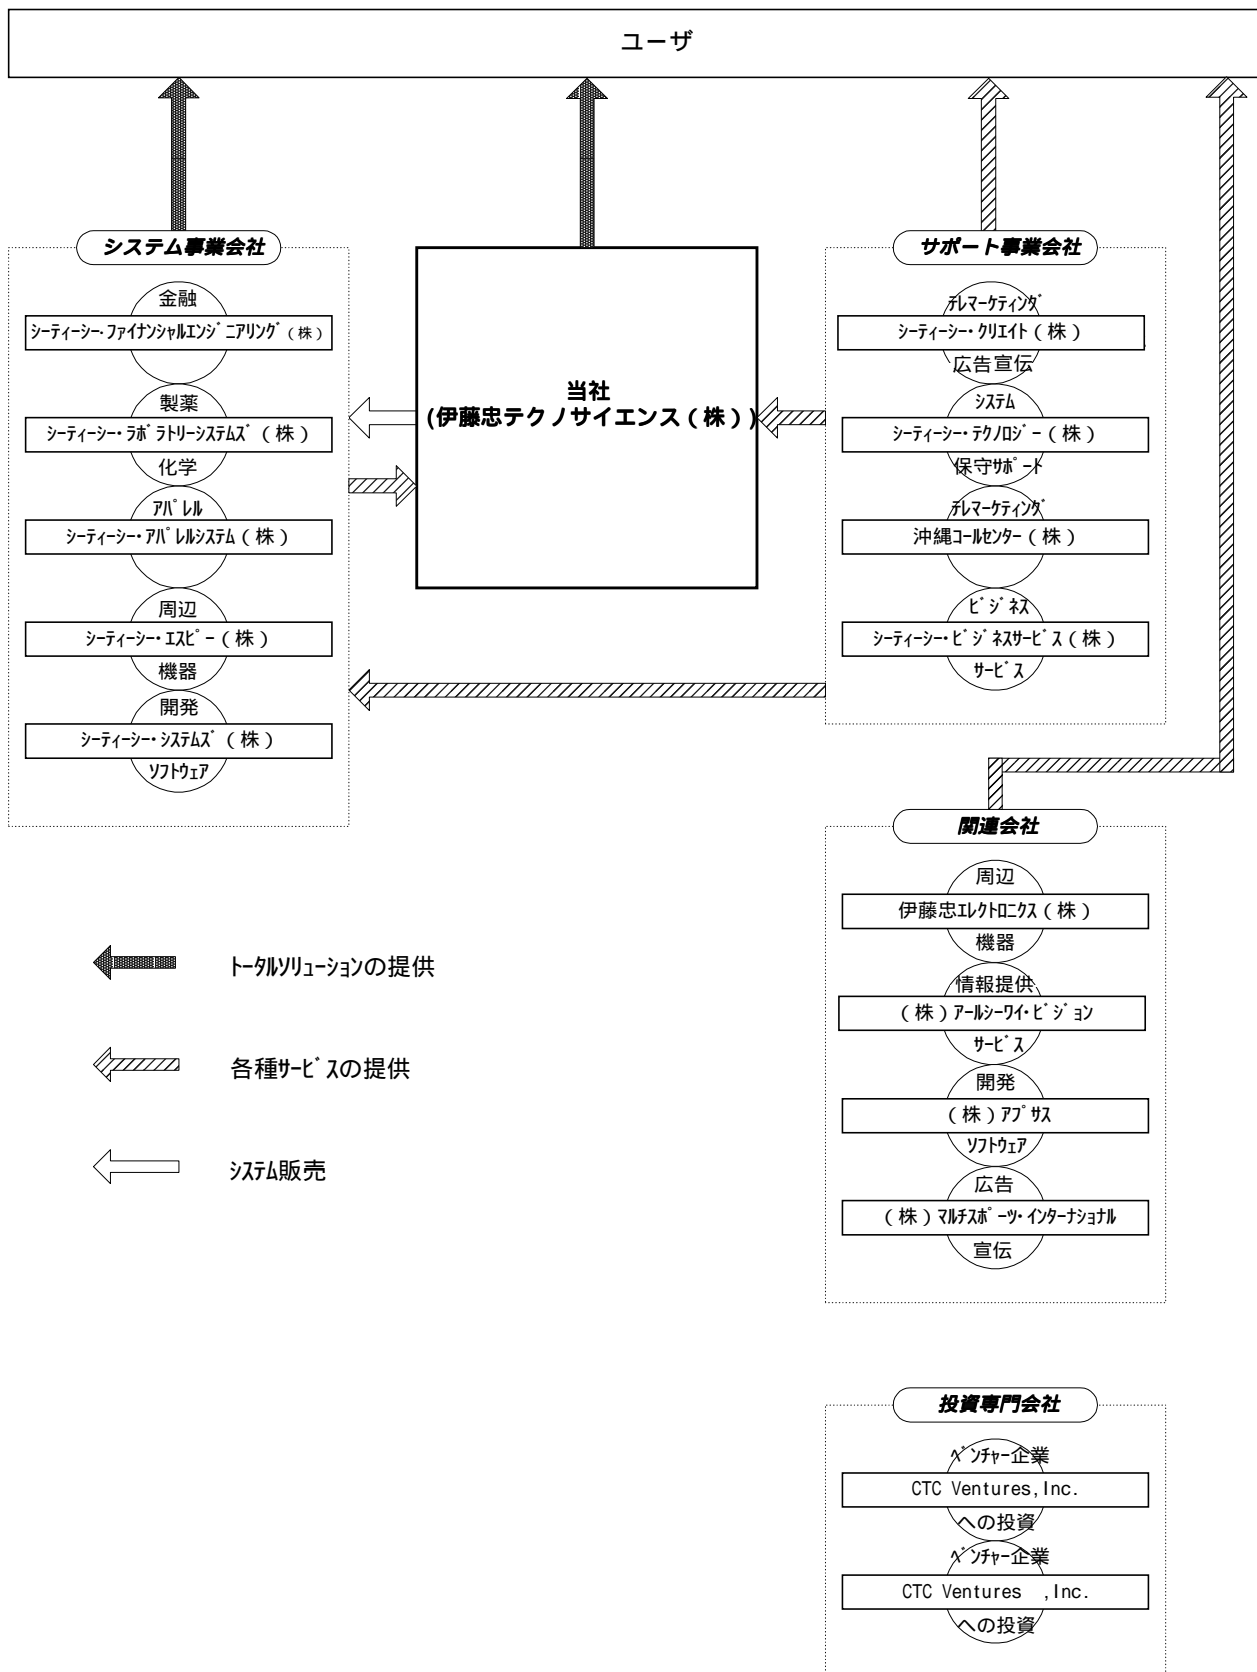 ユーザ
システム事業会社
金融
シーティーシー・ファイナンシャルエンジニアリング（株）
製薬
シーティーシー・ラボラトリーシステムズ（株）
化学
アパレル
シーティーシー・アパレルシステム（株）
周辺
シーティーシー・エスピー（株）
機器
開発
シーティーシー・システムズ（株）
ソフトウェア
当社
(伊藤忠テクノサイエンス（株）)
サポート事業会社
テレマーケティング
シーティーシー・クリエイト（株）
広告宣伝
システム
シーティーシー・テクノロジー（株）
保守サポート
テレマーケティング
沖縄コールセンター（株）
ビジネス
シーティーシー・ビジネスサービス（株）
サービス
関連会社
周辺
伊藤忠エレクトロニクス（株）
機器
情報提供
（株）アールシーワイ・ビジョン
サービス
開発
（株）アプサス
ソフトウェア
広告
（株）マルチスポーツ・インターナショナル
宣伝
トータルソリューションの提供
各種サービスの提供
システム販売
投資専門会社
ベンチャー企業
CTC Ventures,Inc.
への投資
ベンチャー企業
CTC Ventures　,Inc.
への投資